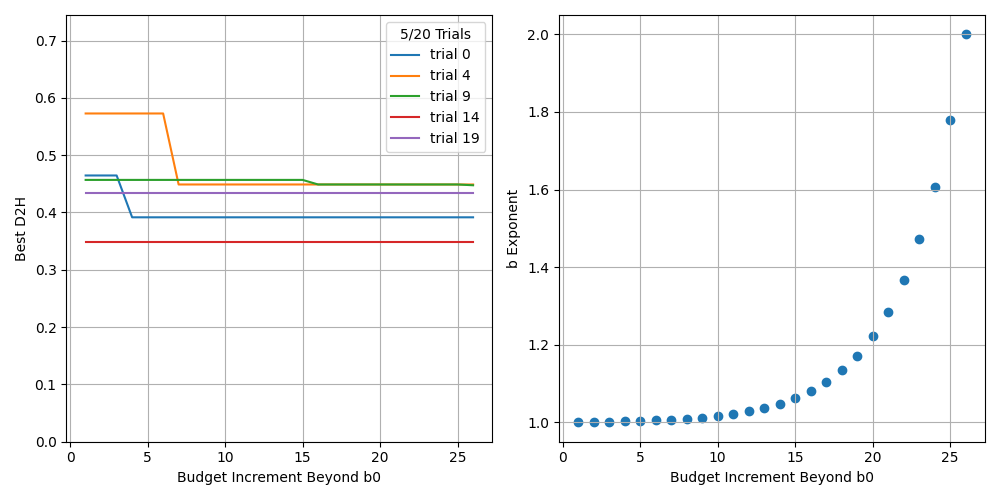 0.7
0.6
0.5
0.4
0.3
0.2
0.1
0.0
Best D2H
0
5
10
15
20
25
Budget Increment Beyond b0
5/20 Trials
trial 0
trial 4
trial 9
trial 14
trial 19
2.0
1.8
1.6
1.4
1.2
1.0
b Exponent
0
5
10
15
20
25
Budget Increment Beyond b0